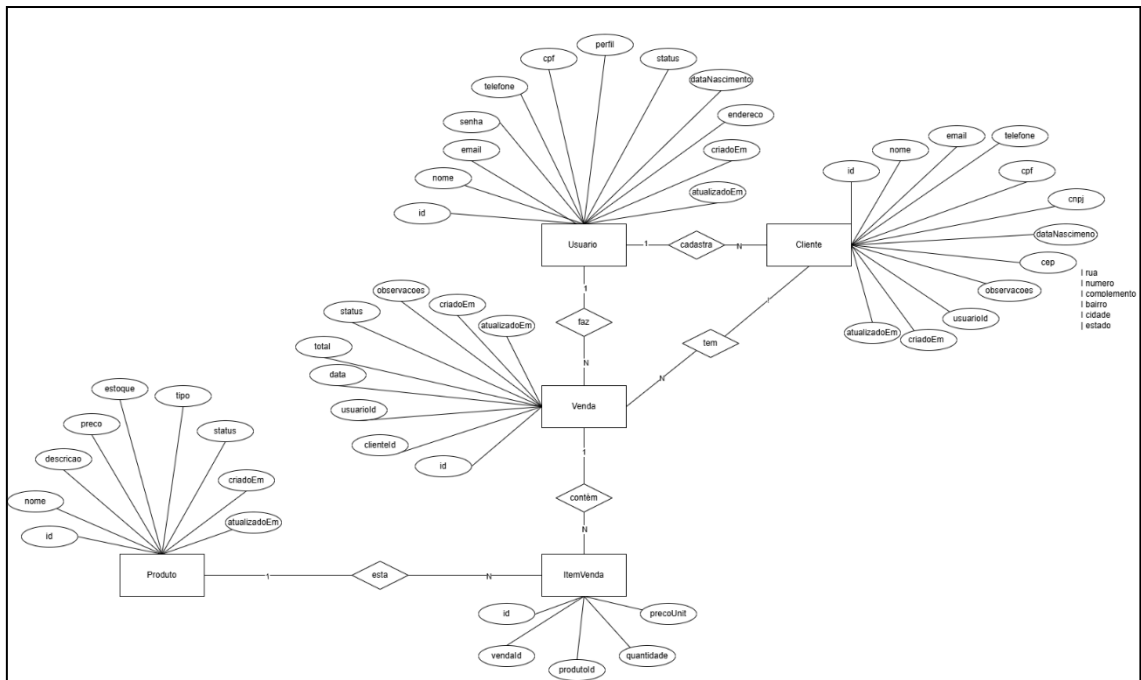 perfil
cpf
status
telefone
dataNascimento
senha
endereco
email
criadoEm
nome
atualizadoEm
id
Usuario
1
cadastra
N
Cliente
id
nome
email
telefone
cpf
cnpj
dataNascimeno
cep
| rua
| numero
| complemento
| bairro
| cidade
| estado
observacoes
usuarioId
criadoEm
atualizadoEm
1
faz
N
1
tem
N
observacoes
criadoEm
status
atualizadoEm
total
data
usuarioId
clienteId
id
Venda
1
contém
N
estoque
tipo
preco
status
descricao
criadoEm
nome
atualizadoEm
id
Produto
1
esta
N
ItemVenda
id
precoUnit
vendaId
quantidade
produtoId